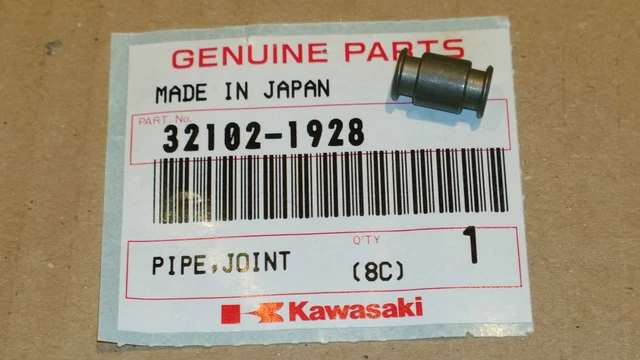 GENUINE PARTS
MADE IN JAPAN
PART. No.
32102-1928
PIPE,JOINT
Q'TY
(8C)
1
Kawasaki